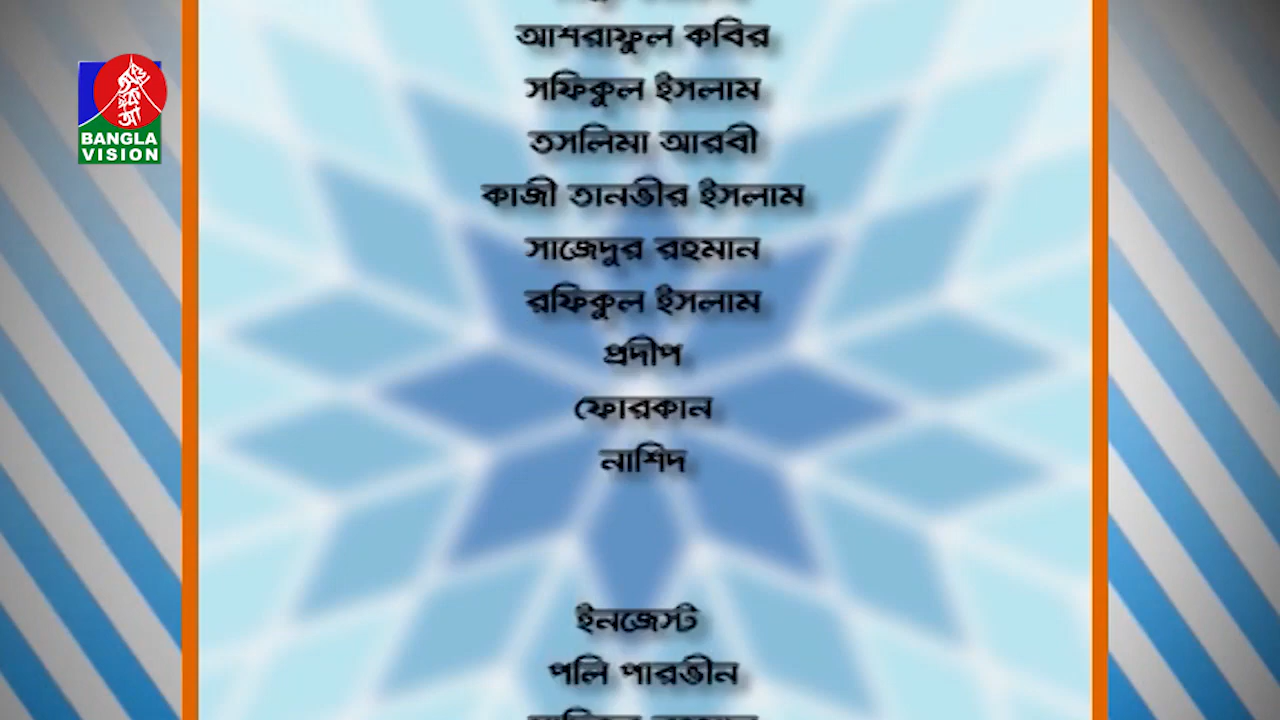 আশরাফুল কবির
সফিকুল ইসলাম
তসলিমা আরবী
কাজী তানভীর ইসলাম
সাজেদুর রহমান
রফিকুল ইসলাম
প্রদীপ
ফোরকান
নাশিদ
ইনজেস্ট
পলি পারভীন
BANGLA
VISION